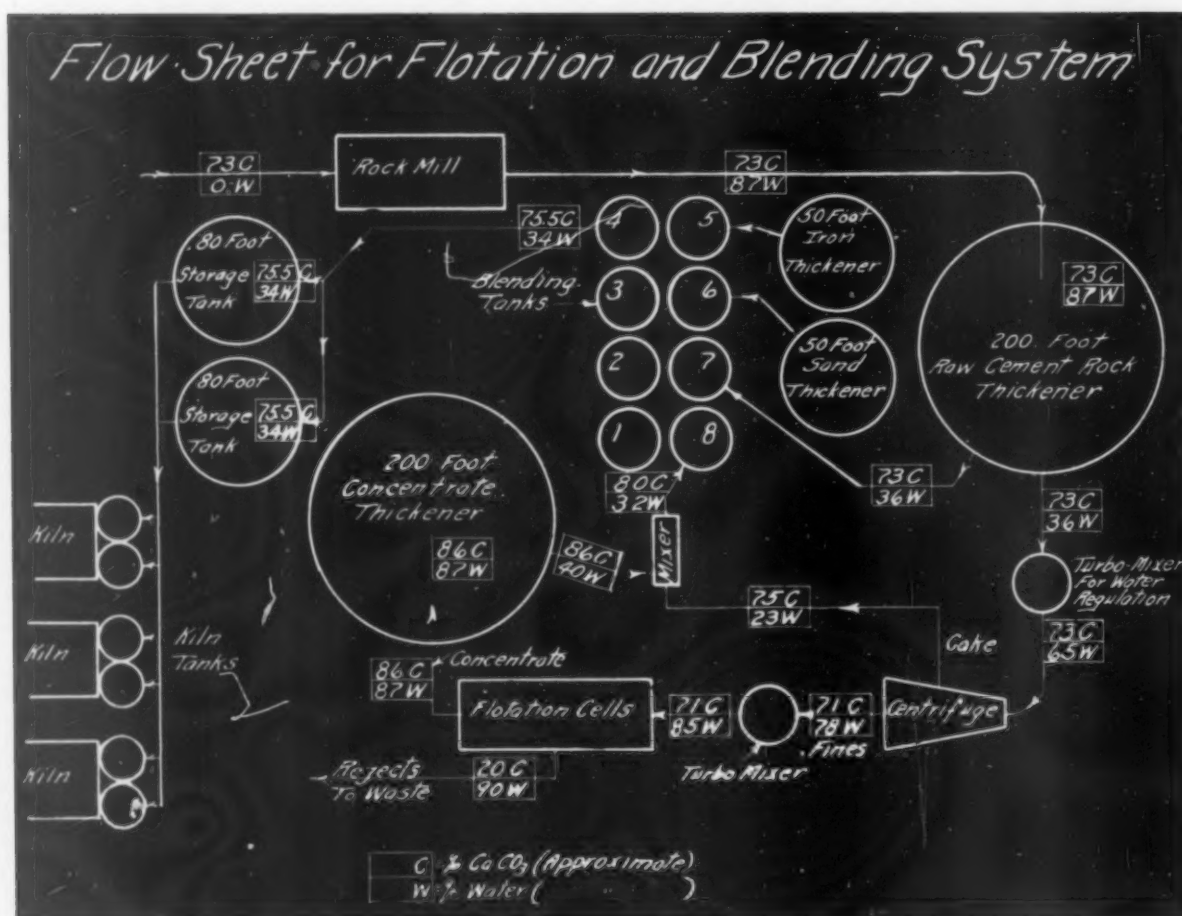 Flow Sheet for Flotation and Blending System
73C
0 W
Rock Mill
73C
87W
80 Foot
Storage
Tank
75.5 C
34W
75.5C
34W
4
5
50 Foot
Iron
Thickener
Blending
Tanks
3
6
73C
87W
200 Foot
Raw Cement Rock
Thickener
80 Foot
Storage
Tank
75.5 C
34W
2
7
50 Foot
Sand
Thickener
1
8
200 Foot
Concentrate
Thickener
86C
87W
80C
32W
73C
36W
73C
36W
86C
40W
Mixer
Turbo-Mixer
For Water
Regulation
Kiln
Kiln
Kiln
Kiln
Tanks
75C
23W
Cake
73C
65W
86C
87W
Concentrate
Flotation Cells
71C
85W
Turbo Mixer
71C
78W
Fines
Centrifuge
Rejects
To Waste
20C
90W
C % CaCO3 (Approximate)
W % Water ( )